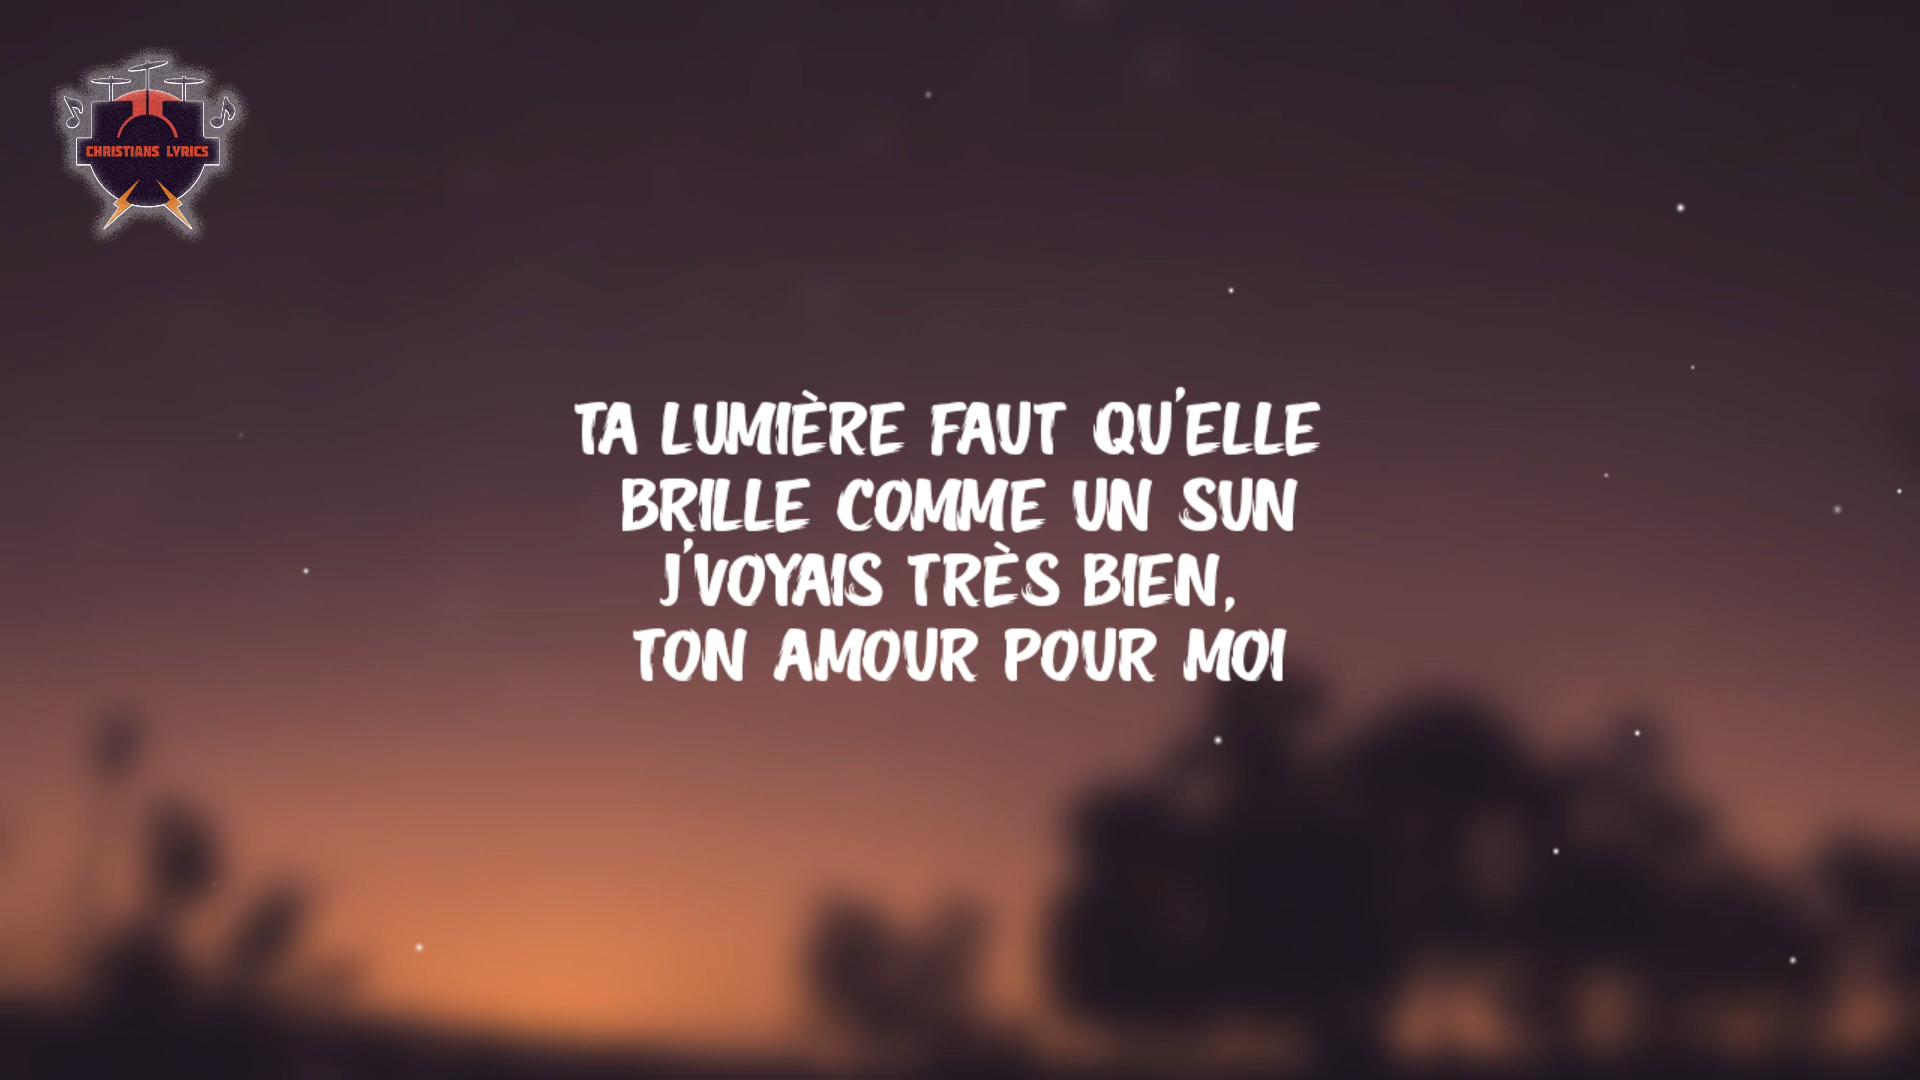 CHRISTIANS LYRICS
TA LUMIÈRE FAUT QU'ELLE
BRILLE COMME UN SUN
J'VOYAIS TRÈS BIEN,
TON AMOUR POUR MOI